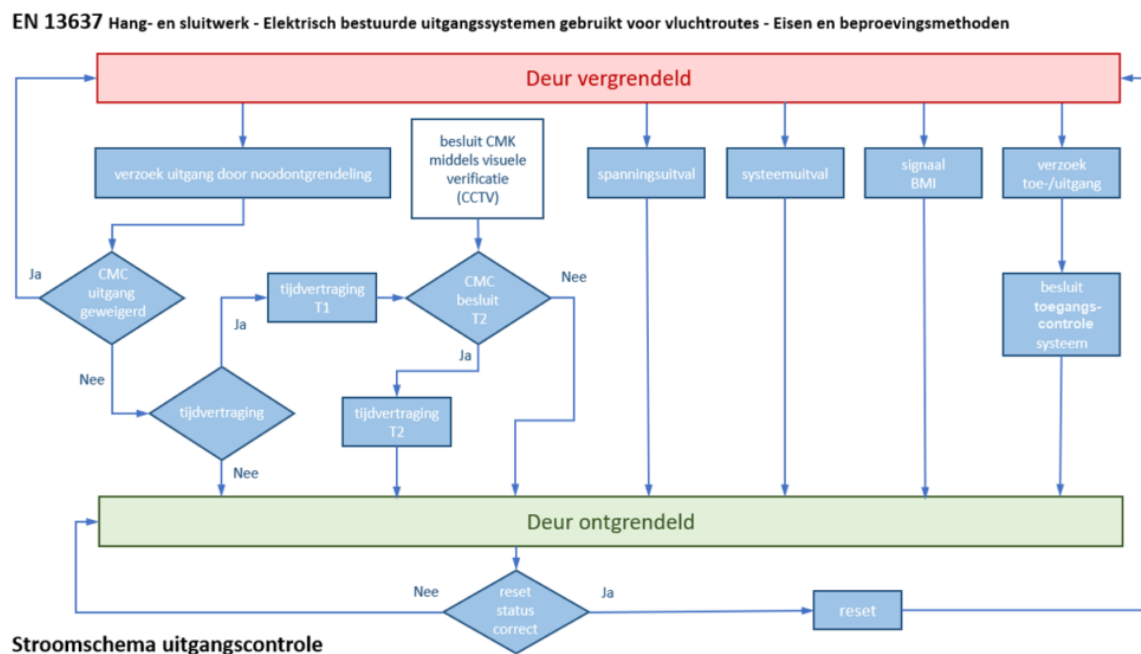 EN 13637 Hang- en sluitwerk - Elektrisch bestuurde uitgangssystemen gebruikt voor vluchtroutes - Eisen en beproevingsmethoden
Deur vergrendeld
verzoek uitgang door noodontgrendeling
besluit CMK
middels visuele
verificatie
(CCTV)
spanningsuitval
systeemuitval
signaal
BMI
verzoek
toe-/uitgang
Ja
CMC
uitgang
geweigerd
Nee
tijdvertraging
Ja
Nee
tijdvertraging
T1
CMC
besluit
T2
Nee
Ja
tijdvertraging
T2
besluit
toegangs-
controle
systeem
Deur ontgrendeld
Nee
reset
status
correct
Ja
reset
Stroomschema uitgangscontrole